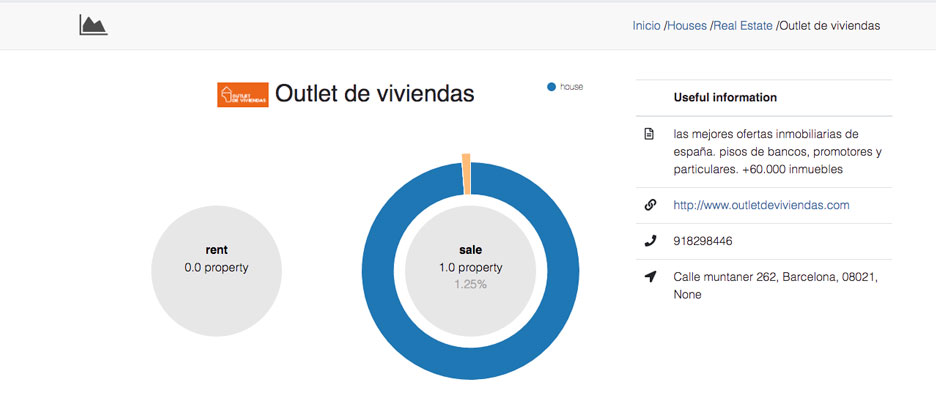 Inicio /Houses /Real Estate /Outlet de viviendas
OUTLET
DE VIVIENDAS
Outlet de viviendas
house
rent
0.0 property
sale
1.0 property
1.25%
Useful information
las mejores ofertas inmobiliarias de
españa. pisos de bancos, promotores y
particulares. +60.000 inmuebles
http://www.outletdeviviendas.com
918298446
Calle muntaner 262, Barcelona, 08021,
None